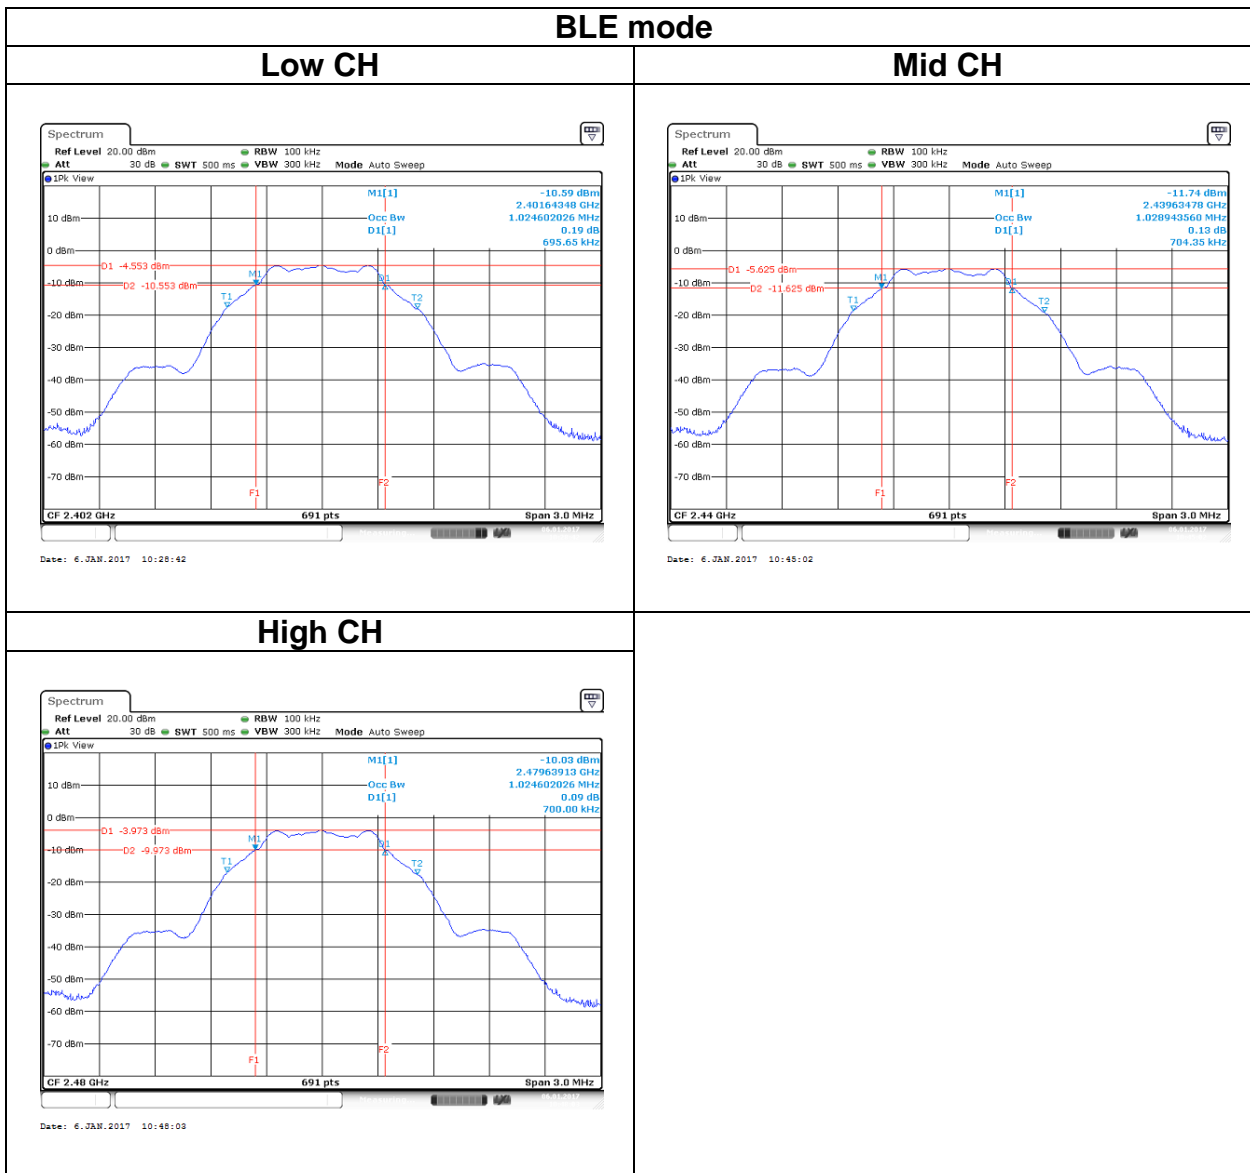 BLE mode
Low CH
Mid CH
Spectrum
Ref Level 20.00 dBm RBW 100 kHz
Att 30 dB SWT 500 ms VBW 300 kHz Mode Auto Sweep
1Pk View
M1[1] -10.59 dBm
2.40164348 GHz
10 dBm Occ Bw 1.024602026 MHz
D1[1] 0.19 dB
695.65 kHz
0 dBm
D1 -4.553 dBm
M1
D1
-10 dBm
D2 -10.553 dBm
T1
T2
-20 dBm
-30 dBm
-40 dBm
-50 dBm
-60 dBm
-70 dBm
F2
F1
CF 2.402 GHz 691 pts Span 3.0 MHz
Date: 6.JAN.2017 10:28:42
Spectrum
Ref Level 20.00 dBm RBW 100 kHz
Att 30 dB SWT 500 ms VBW 300 kHz Mode Auto Sweep
1Pk View
M1[1] -11.74 dBm
2.43963478 GHz
10 dBm Occ Bw 1.028943560 MHz
D1[1] 0.13 dB
704.35 kHz
0 dBm
D1 -5.625 dBm
M1
D1
-10 dBm
D2 -11.625 dBm
T1
T2
-20 dBm
-30 dBm
-40 dBm
-50 dBm
-60 dBm
-70 dBm
F2
F1
CF 2.44 GHz 691 pts Span 3.0 MHz
Date: 6.JAN.2017 10:45:02
High CH
Spectrum
Ref Level 20.00 dBm RBW 100 kHz
Att 30 dB SWT 500 ms VBW 300 kHz Mode Auto Sweep
1Pk View
M1[1] -10.03 dBm
2.47963913 GHz
10 dBm Occ Bw 1.024602026 MHz
D1[1] 0.09 dB
700.00 kHz
0 dBm
D1 -3.973 dBm
M1
D1
-10 dBm
D2 -9.973 dBm
T1
T2
-20 dBm
-30 dBm
-40 dBm
-50 dBm
-60 dBm
-70 dBm
F2
F1
CF 2.48 GHz 691 pts Span 3.0 MHz
Date: 6.JAN.2017 10:48:03